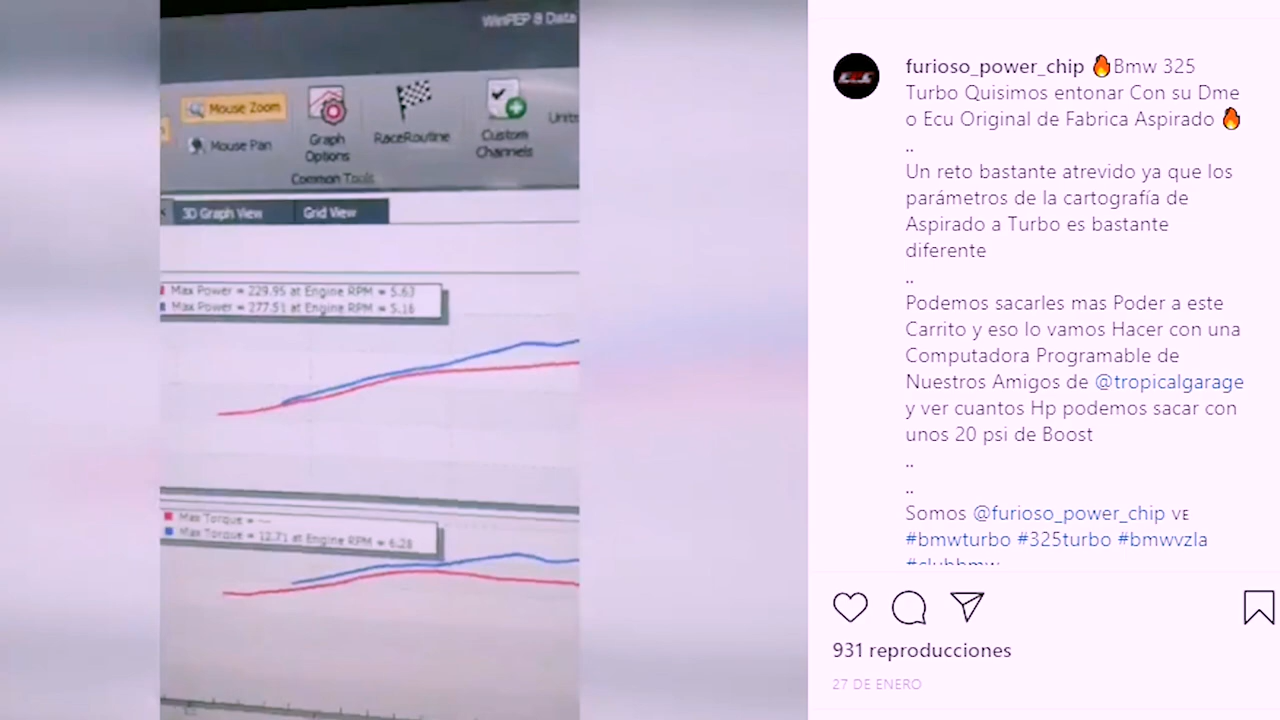 WinPEP 8 Data
Mouse Zoom
Mouse Pan
Graph
Options
RaceRoutine
Custom
Channels
Units
Common Tools
3D Graph View
Grid View
Max Power = 229.95 at Engine RPM = 5.63
Max Power = 277.51 at Engine RPM = 5.16
Max Torque = ---
Max Torque = 12.71 at Engine RPM = 6.28
furioso_power_chip 🔥Bmw 325
Turbo Quisimos entonar Con su Dme
o Ecu Original de Fabrica Aspirado 🔥
..
Un reto bastante atrevido ya que los
parámetros de la cartografía de
Aspirado a Turbo es bastante
diferente
..
Podemos sacarles mas Poder a este
Carrito y eso lo vamos Hacer con una
Computadora Programable de
Nuestros Amigos de @tropicalgarage
y ver cuantos Hp podemos sacar con
unos 20 psi de Boost
..
..
Somos @furioso_power_chip ᴠᴇ
#bmwturbo #325turbo #bmwvzla
#clubbmw
931 reproducciones
27 DE ENERO